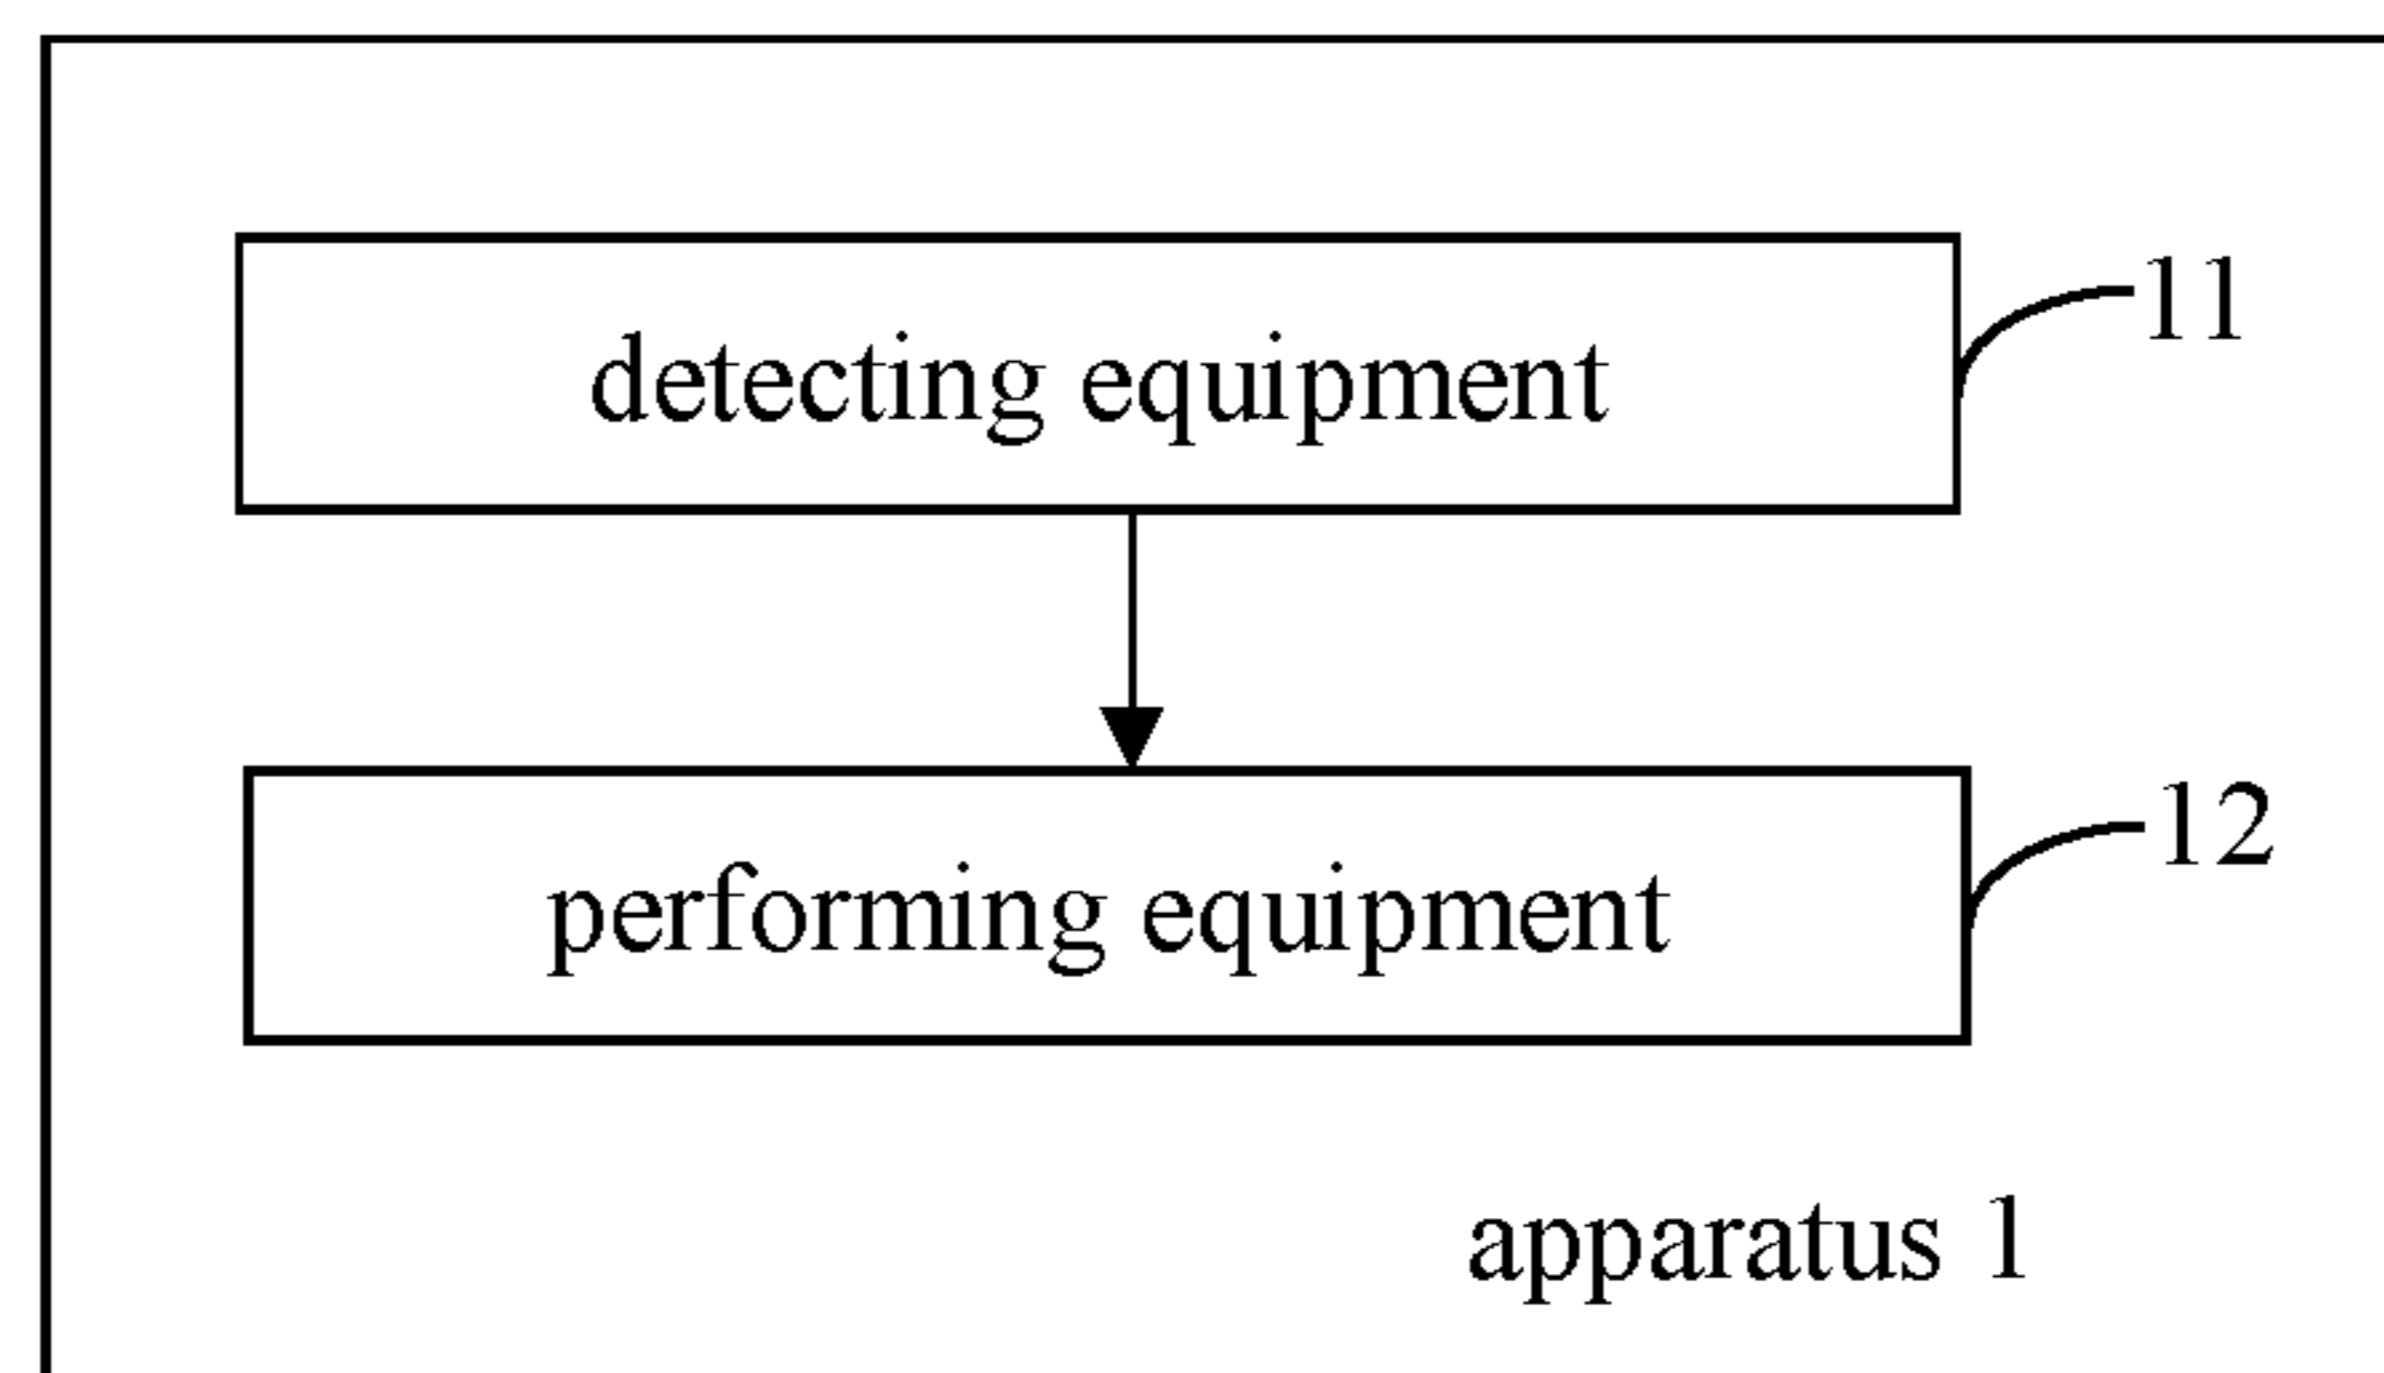 detecting equipment
11
performing equipment
12
apparatus 1